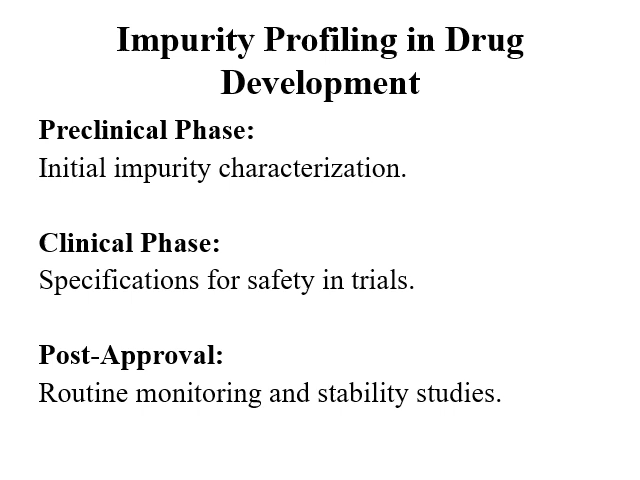 Impurity Profiling in Drug
Development
Preclinical Phase:
Initial impurity characterization.
Clinical Phase:
Specifications for safety in trials.
Post-Approval:
Routine monitoring and stability studies.